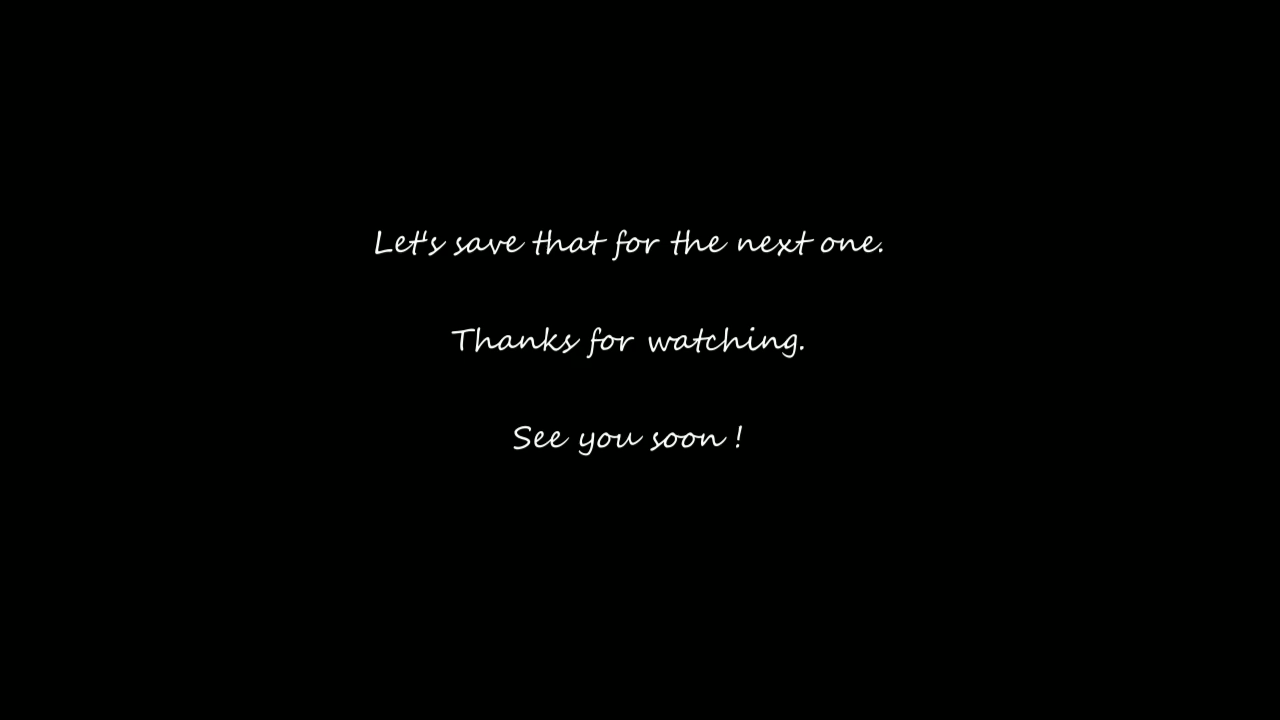 Let's save that for the next one.
Thanks for watching.
See you soon !